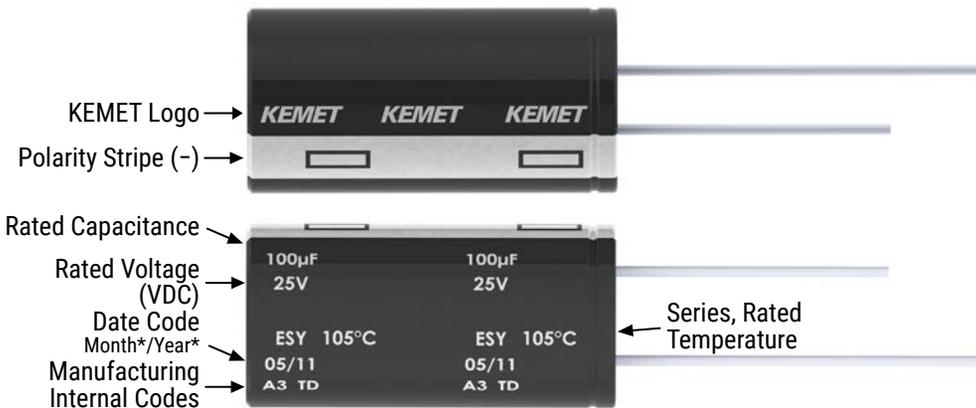 KEMET Logo
KEMET KEMET KEMET
Polarity Stripe (−)
Rated Capacitance
100µF 100µF
Rated Voltage
(VDC)
25V 25V
Date Code
Month*/Year*
ESY 105°C ESY 105°C
Series, Rated
Temperature
05/11 05/11
Manufacturing
Internal Codes
A3 TD A3 TD